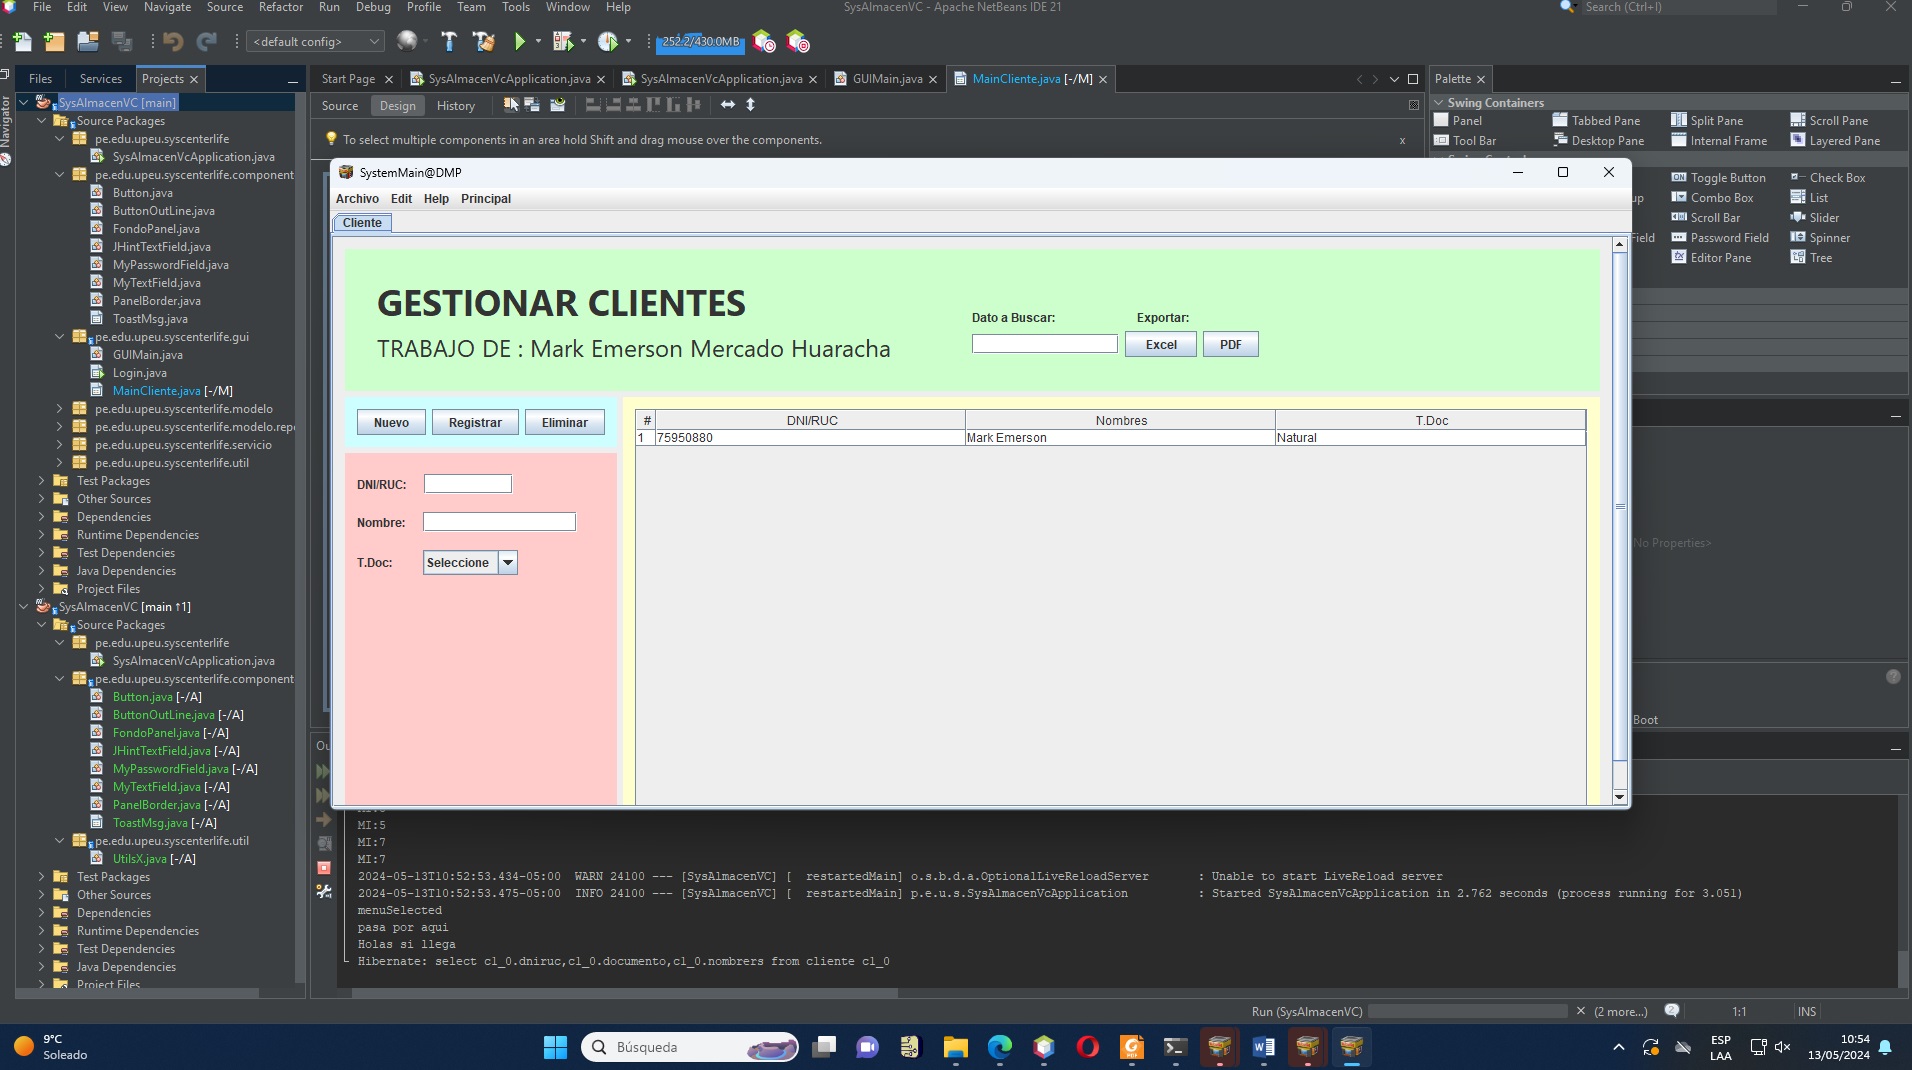 File Edit View Navigate Source Refactor Run Debug Profile Team Tools Window Help
SysAlmacenVC - Apache NetBeans IDE 21
Search (Ctrl+I)
<default config>
252.2/430.0MB
Files Services Projects
Navigator
SysAlmacenVC [main]
Source Packages
pe.edu.upeu.syscenterlife
SysAlmacenVcApplication.java
pe.edu.upeu.syscenterlife.component
Button.java
ButtonOutLine.java
FondoPanel.java
JHintTextField.java
MyPasswordField.java
MyTextField.java
PanelBorder.java
ToastMsg.java
pe.edu.upeu.syscenterlife.gui
GUIMain.java
Login.java
MainCliente.java [-/M]
pe.edu.upeu.syscenterlife.modelo
pe.edu.upeu.syscenterlife.modelo.repo
pe.edu.upeu.syscenterlife.servicio
pe.edu.upeu.syscenterlife.util
Test Packages
Other Sources
Dependencies
Runtime Dependencies
Test Dependencies
Java Dependencies
Project Files
SysAlmacenVC [main ↑1]
Source Packages
pe.edu.upeu.syscenterlife
SysAlmacenVcApplication.java
pe.edu.upeu.syscenterlife.component
Button.java [-/A]
ButtonOutLine.java [-/A]
FondoPanel.java [-/A]
JHintTextField.java [-/A]
MyPasswordField.java [-/A]
MyTextField.java [-/A]
PanelBorder.java [-/A]
ToastMsg.java [-/A]
pe.edu.upeu.syscenterlife.util
UtilsX.java [-/A]
Test Packages
Other Sources
Dependencies
Runtime Dependencies
Test Dependencies
Java Dependencies
Project Files
Start Page SysAlmacenVcApplication.java SysAlmacenVcApplication.java GUIMain.java MainCliente.java [-/M]
Source Design History
To select multiple components in an area hold Shift and drag mouse over the components. x
SystemMain@DMP
Archivo Edit Help Principal
Cliente
GESTIONAR CLIENTES
TRABAJO DE : Mark Emerson Mercado Huaracha
Dato a Buscar: Exportar:
Excel PDF
Nuevo Registrar Eliminar
DNI/RUC:
Nombre:
T.Doc: Seleccione
# DNI/RUC Nombres T.Doc
1 75950880 Mark Emerson Natural
Palette
Swing Containers
Panel Tabbed Pane Split Pane Scroll Pane
Tool Bar Desktop Pane Internal Frame Layered Pane
Toggle Button Check Box
up Combo Box List
Scroll Bar Slider
Field Password Field Spinner
Editor Pane Tree
No Properties>
Boot
Ou
MI:5
MI:7
MI:7
2024-05-13T10:52:53.434-05:00 WARN 24100 --- [SysAlmacenVC] [ restartedMain] o.s.b.d.a.OptionalLiveReloadServer : Unable to start LiveReload server
2024-05-13T10:52:53.475-05:00 INFO 24100 --- [SysAlmacenVC] [ restartedMain] p.e.u.s.SysAlmacenVcApplication : Started SysAlmacenVcApplication in 2.762 seconds (process running for 3.051)
menuSelected
pasa por aqui
Holas si llega
Hibernate: select c1_0.dniruc,c1_0.documento,c1_0.nombrers from cliente c1_0
Run (SysAlmacenVC) (2 more...) 1:1 INS
9°C
Soleado
Búsqueda
ESP
LAA
10:54
13/05/2024